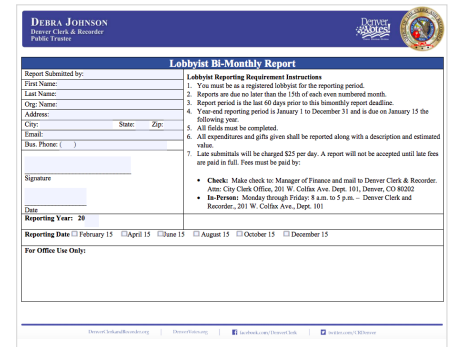 DEBRA JOHNSON
Denver Clerk & Recorder
Public Trustee
Denver
Votes!
Lobbyist Bi-Monthly Report
Report Submitted by:
First Name:
Last Name:
Org: Name:
Address:
City: State: Zip:
Email:
Bus. Phone: ( )
Signature
Date
Reporting Year: 20
Lobbyist Reporting Requirement Instructions
1. You must be as registered lobbyist for the reporting period.
2. Reports are due no later than the 15th of each even numbered month.
3. Report period is the last 60 days prior to this bimonthly report deadline.
4. Year-end reporting period is January 1 to December 31 and is due on January 15 the
following year.
5. All fields must be completed.
6. All expenditures and gifts given shall be reported along with a description and estimated
value.
7. Late submittals will be charged $25 per day. A report will not be accepted until late fees
are paid in full. Fees must be paid by:
• Check: Make check to: Manager of Finance and mail to Denver Clerk & Recorder.
Attn: City Clerk Office, 201 W. Colfax Ave. Dept. 101, Denver, CO 80202
• In-Person: Monday through Friday: 8 a.m. to 5 p.m. – Denver Clerk and
Recorder., 201 W. Colfax Ave., Dept. 101
Reporting Date ☐ February 15 ☐ April 15 ☐ June 15 ☐ August 15 ☐ October 15 ☐ December 15
For Office Use Only:
DenverClerkandRecorder.org | DenverVotes.org | facebook.com/DenverClerk | twitter.com/CRDenver